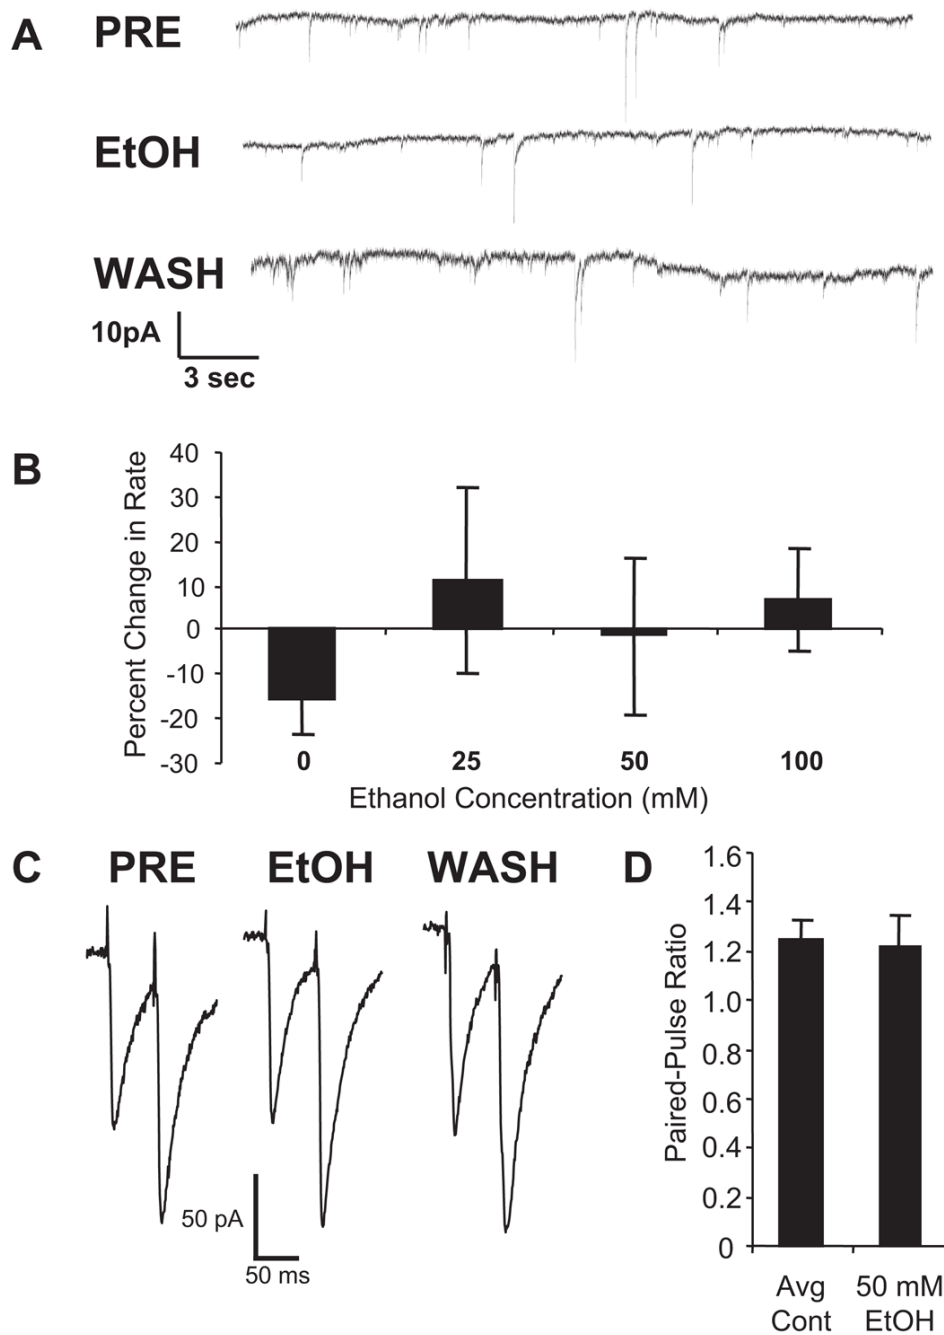 A PRE
EtOH
WASH
10pA
3 sec
B
Percent Change in Rate
40
30
20
10
0
-10
-20
-30
0 25 50 100
Ethanol Concentration (mM)
C PRE EtOH WASH
50 pA
50 ms
D
Paired-Pulse Ratio
1.6
1.4
1.2
1.0
0.8
0.6
0.4
0.2
0
Avg
Cont
50 mM
EtOH